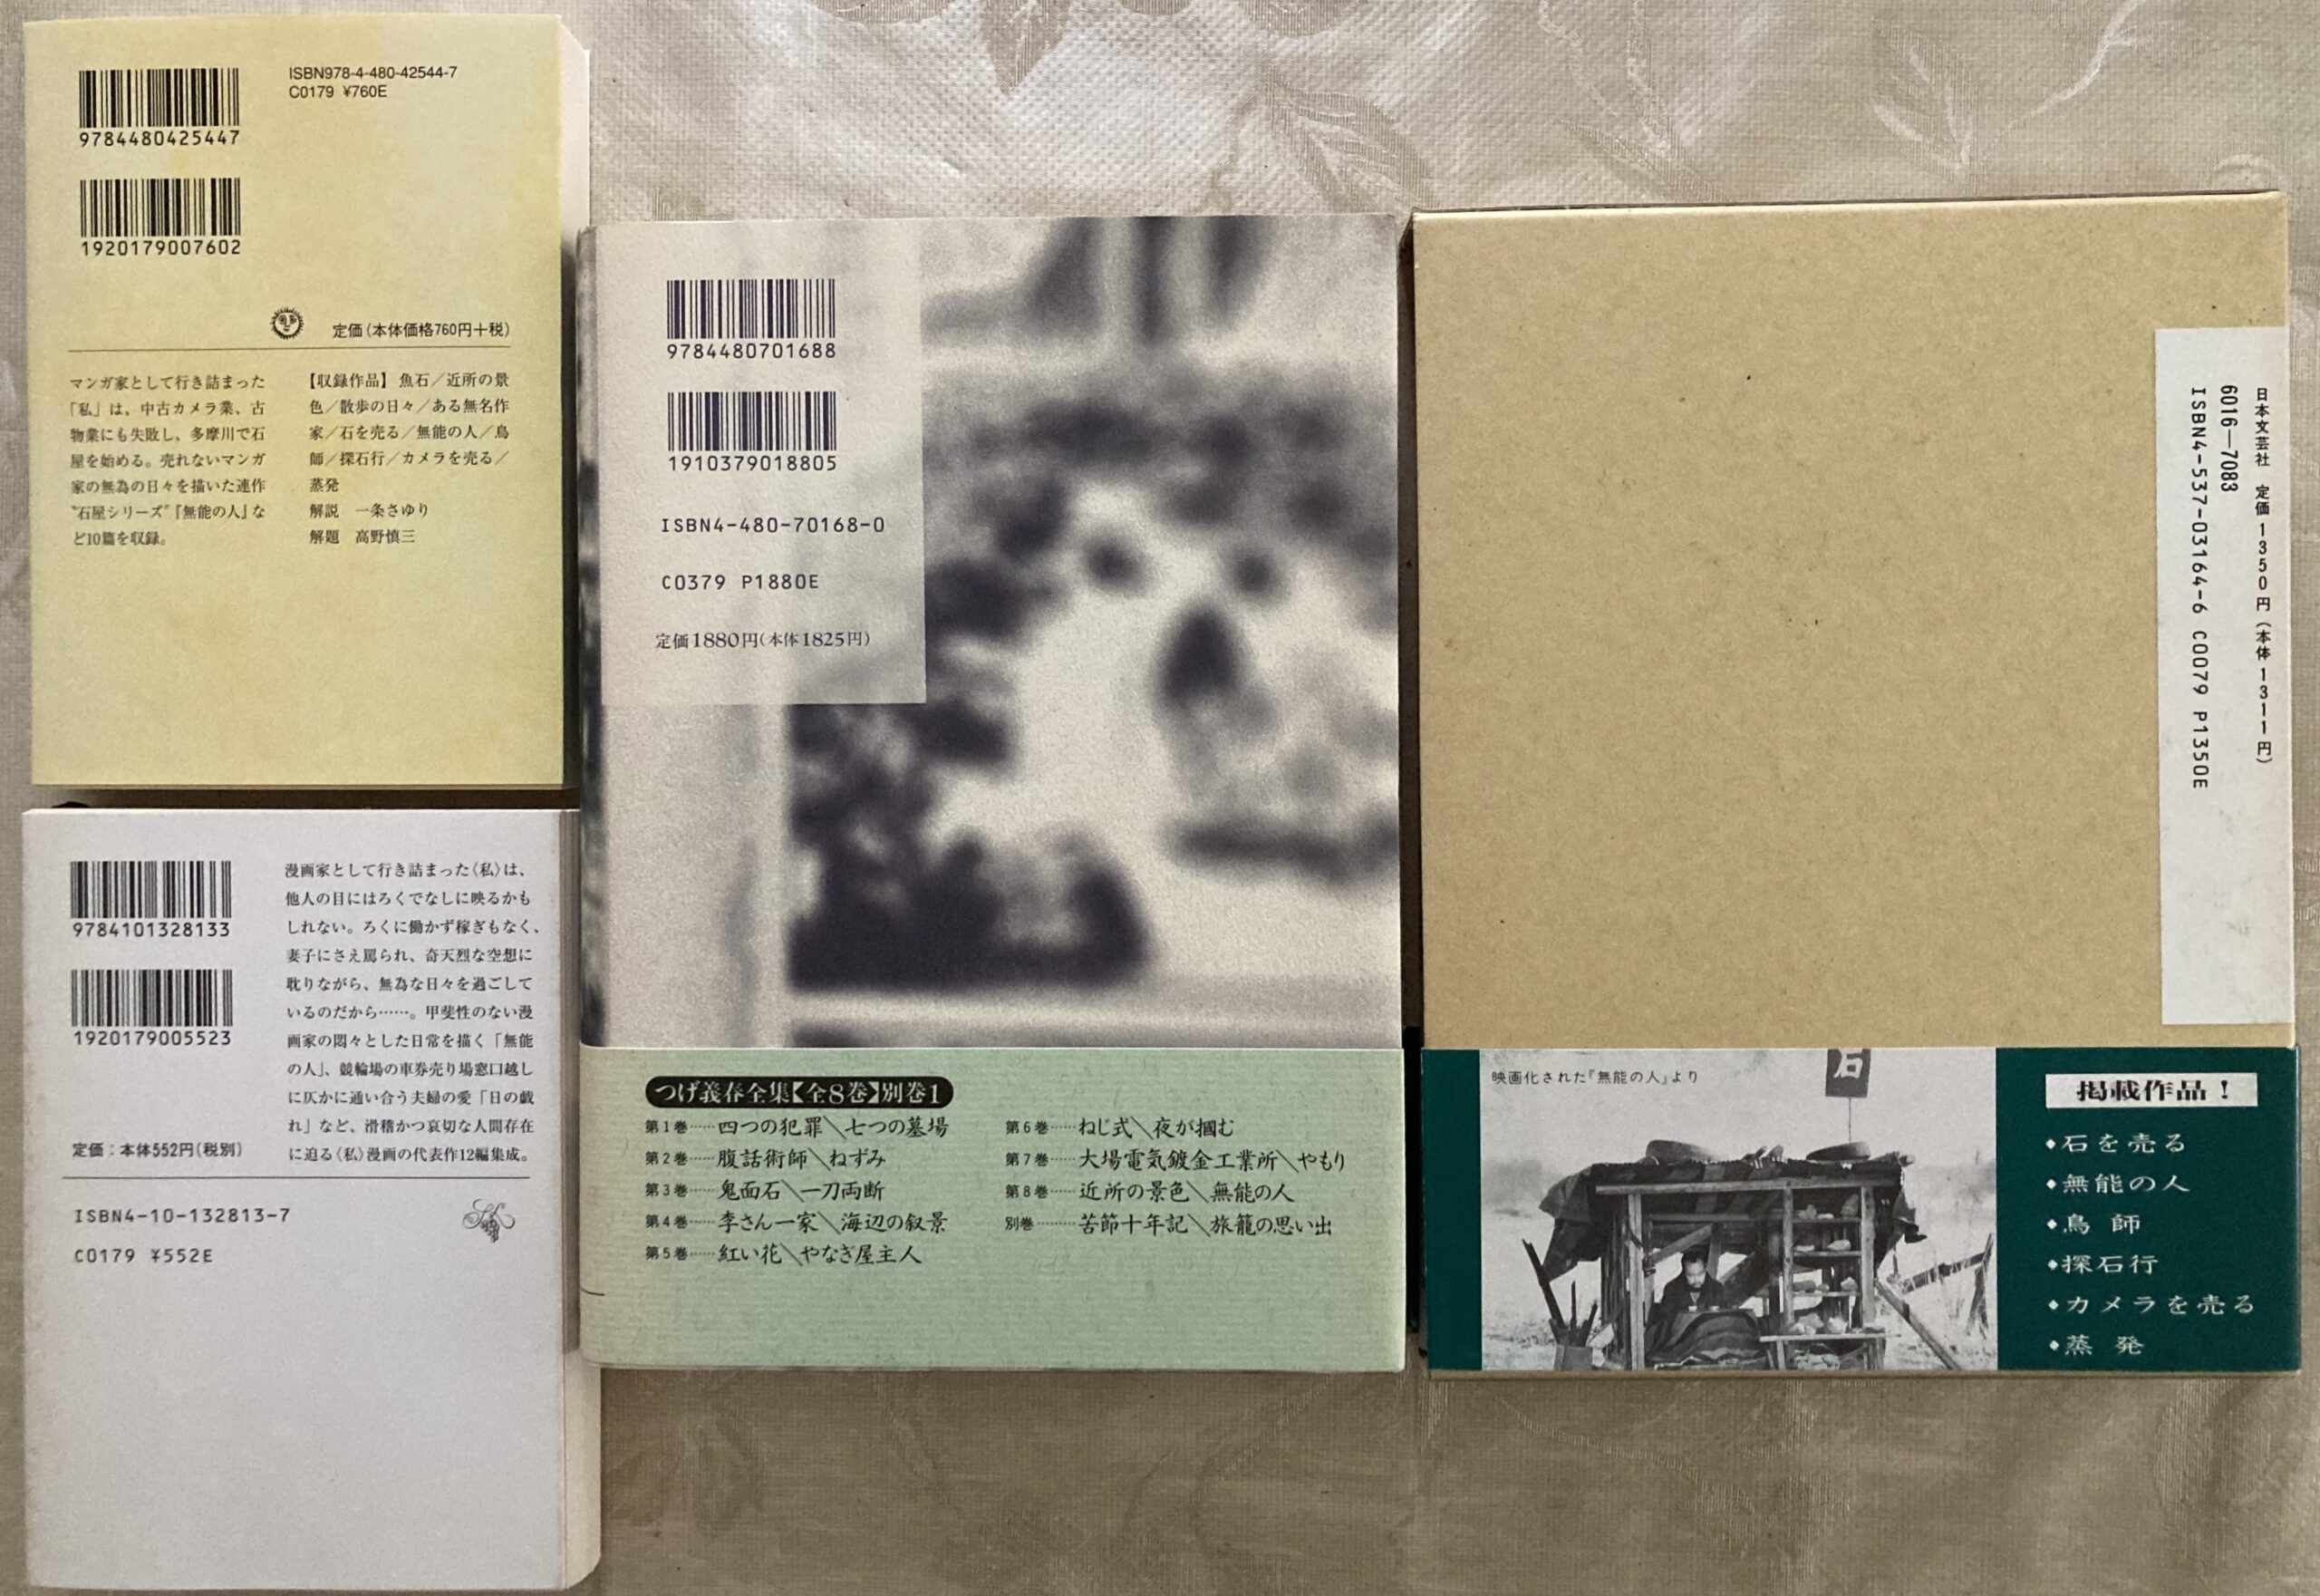 ISBN978-4-480-42544-7
C0179 ¥760E
9784480425447
1920179007602
定価(本体価格760円+税)
マンガ家として行き詰まった
「私」は、中古カメラ業、古
物業にも失敗し、多摩川で石
屋を始める。売れないマンガ
家の無為の日々を描いた連作
〝石屋シリーズ〞『無能の人』な
ど10篇を収録。
【収録作品】魚石/近所の景
色/散歩の日々/ある無名作
家/石を売る/無能の人/鳥
師/探石行/カメラを売る/
蒸発
解説 一条さゆり
解題 高野慎三
9784101328133
1920179005523
定価:本体552円(税別)
漫画家として行き詰まった〈私〉は、
他人の目にはろくでなしに映るかも
しれない。ろくに働かず稼ぎもなく、
妻子にさえ罵られ、奇天烈な空想に
耽りながら、無為な日々を過ごして
いるのだから……。甲斐性のない漫
画家の悶々とした日常を描く「無能
の人」、競輪場の車券売り場窓口越し
に仄かに通い合う夫婦の愛「日の戯
れ」など、滑稽かつ哀切な人間存在
に迫る〈私〉漫画の代表作12編集成。
ISBN4-10-132813-7
C0179 ¥552E
9784480701688
1910379018805
ISBN4-480-70168-0
C0379 P1880E
定価1880円(本体1825円)
つげ義春全集【全8巻】別巻1
第1巻……四つの犯罪\七つの墓場
第2巻……腹話術師\ねずみ
第3巻……鬼面石\一刀両断
第4巻……李さん一家\海辺の叙景
第5巻……紅い花\やなぎ屋主人
第6巻……ねじ式\夜が掴む
第7巻……大場電気鍍金工業所\やもり
第8巻……近所の景色\無能の人
別巻………苦節十年記\旅籠の思い出
日本文芸社 定価1350円(本体1311円)
6016—7083
ISBN4-537-03164-6 C0079 P1350E
映画化された『無能の人』より
石
掲載作品!
◆石を売る
◆無能の人
◆鳥師
◆探石行
◆カメラを売る
◆蒸発